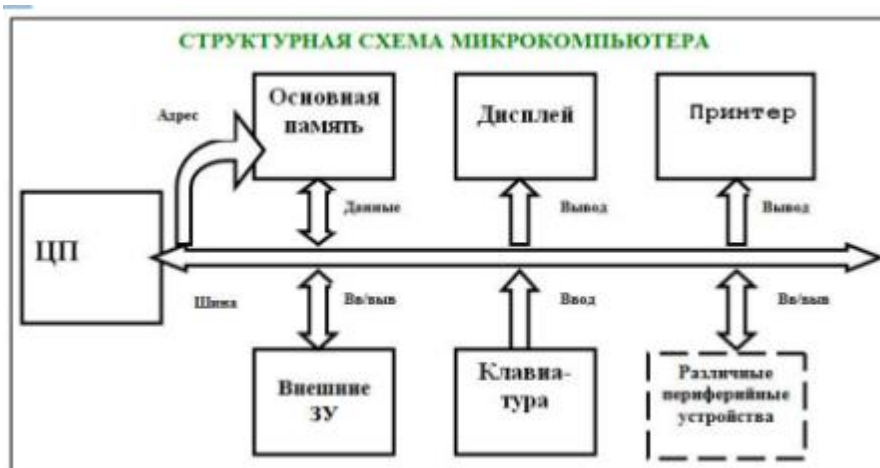 СТРУКТУРНАЯ СХЕМА МИКРОКОМПЬЮТЕРА
Основная
память
Дисплей
Принтер
Адрес
Данные
Вывод
Вывод
ЦП
Шина
Вв/выв
Ввод
Вв/выв
Внешние
ЗУ
Клавиа-
тура
Различные
периферийные
устройства